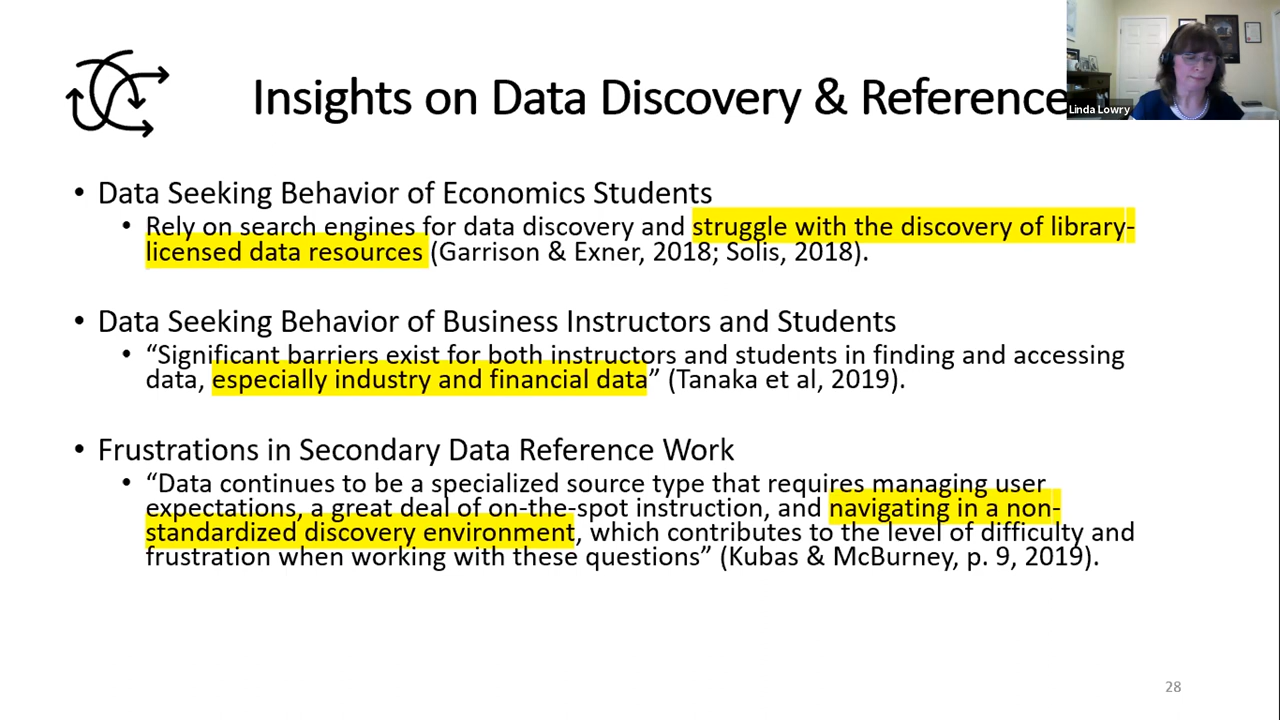 Insights on Data Discovery & Reference
Linda Lowry
• Data Seeking Behavior of Economics Students
• Rely on search engines for data discovery and struggle with the discovery of library-
licensed data resources (Garrison & Exner, 2018; Solis, 2018).
• Data Seeking Behavior of Business Instructors and Students
• “Significant barriers exist for both instructors and students in finding and accessing
data, especially industry and financial data” (Tanaka et al, 2019).
• Frustrations in Secondary Data Reference Work
• “Data continues to be a specialized source type that requires managing user
expectations, a great deal of on-the-spot instruction, and navigating in a non-
standardized discovery environment, which contributes to the level of difficulty and
frustration when working with these questions” (Kubas & McBurney, p. 9, 2019).
28